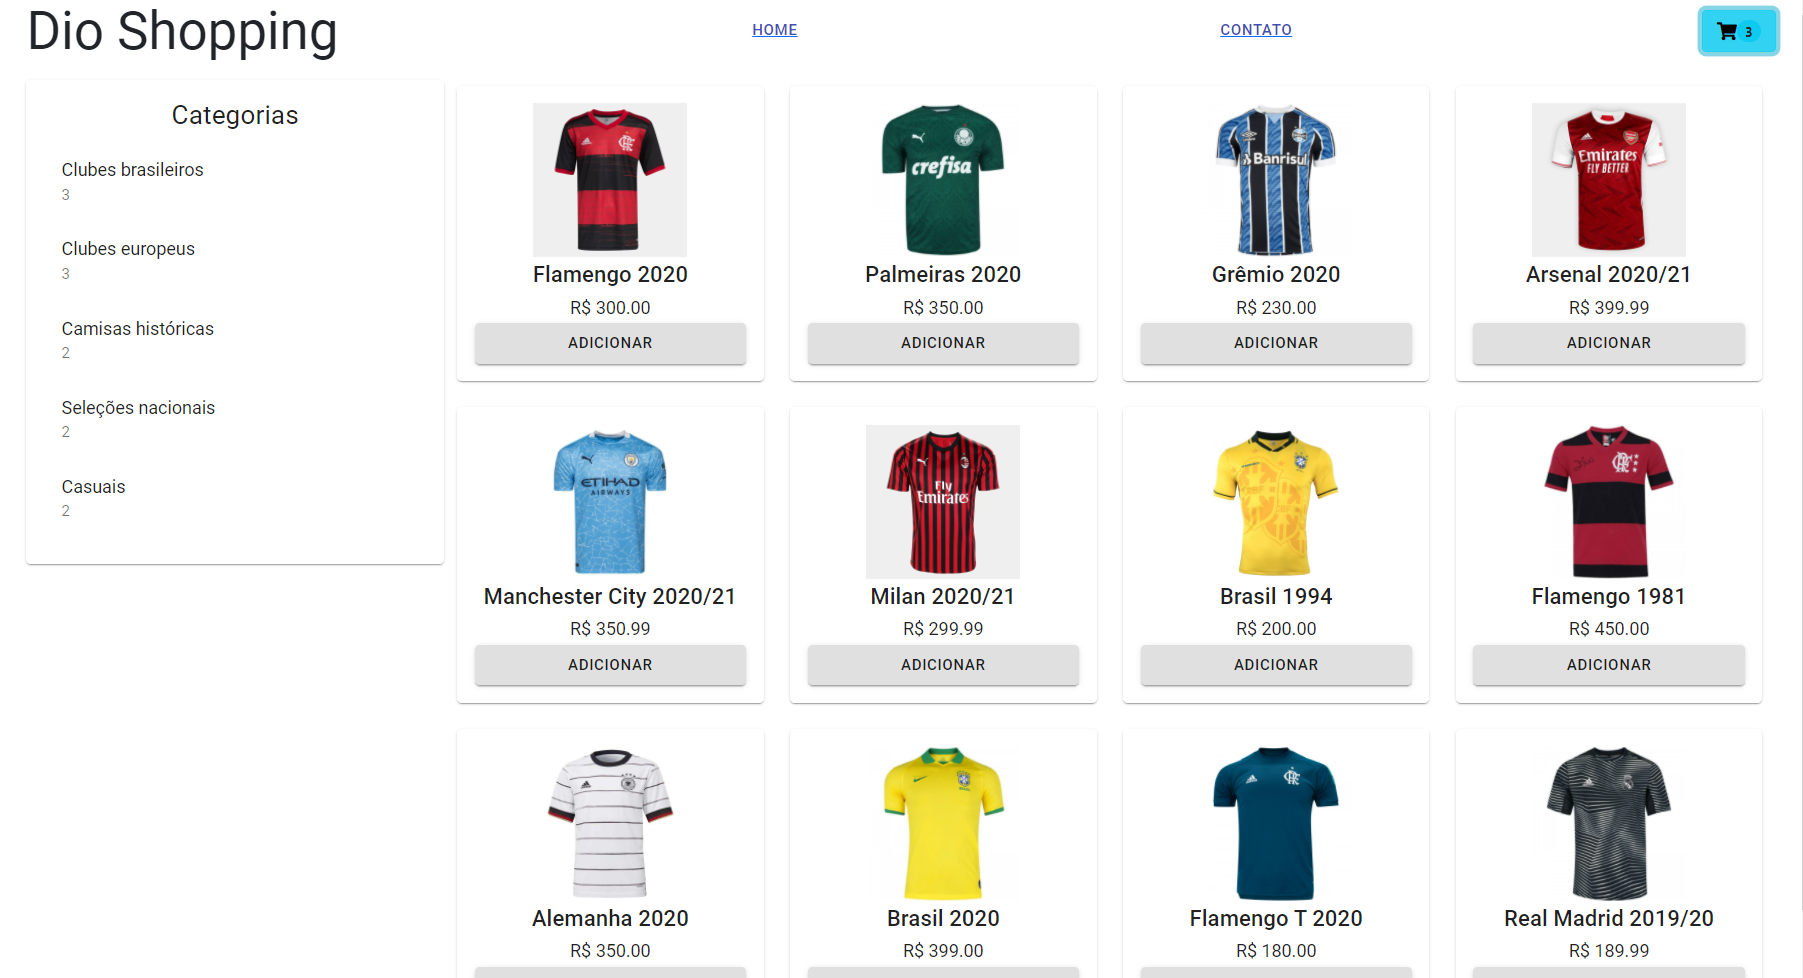 Dio Shopping
HOME
CONTATO
3
Categorias
Clubes brasileiros
3
Clubes europeus
3
Camisas históricas
2
Seleções nacionais
2
Casuais
2
Flamengo 2020
R$ 300.00
ADICIONAR
crefisa
Palmeiras 2020
R$ 350.00
ADICIONAR
Banrisul
Grêmio 2020
R$ 230.00
ADICIONAR
Emirates
FLY BETTER
Arsenal 2020/21
R$ 399.99
ADICIONAR
ETIHAD
AIRWAYS
Manchester City 2020/21
R$ 350.99
ADICIONAR
Fly
Emirates
Milan 2020/21
R$ 299.99
ADICIONAR
Brasil 1994
R$ 200.00
ADICIONAR
Flamengo 1981
R$ 450.00
ADICIONAR
Alemanha 2020
R$ 350.00
Brasil 2020
R$ 399.00
Flamengo T 2020
R$ 180.00
Real Madrid 2019/20
R$ 189.99